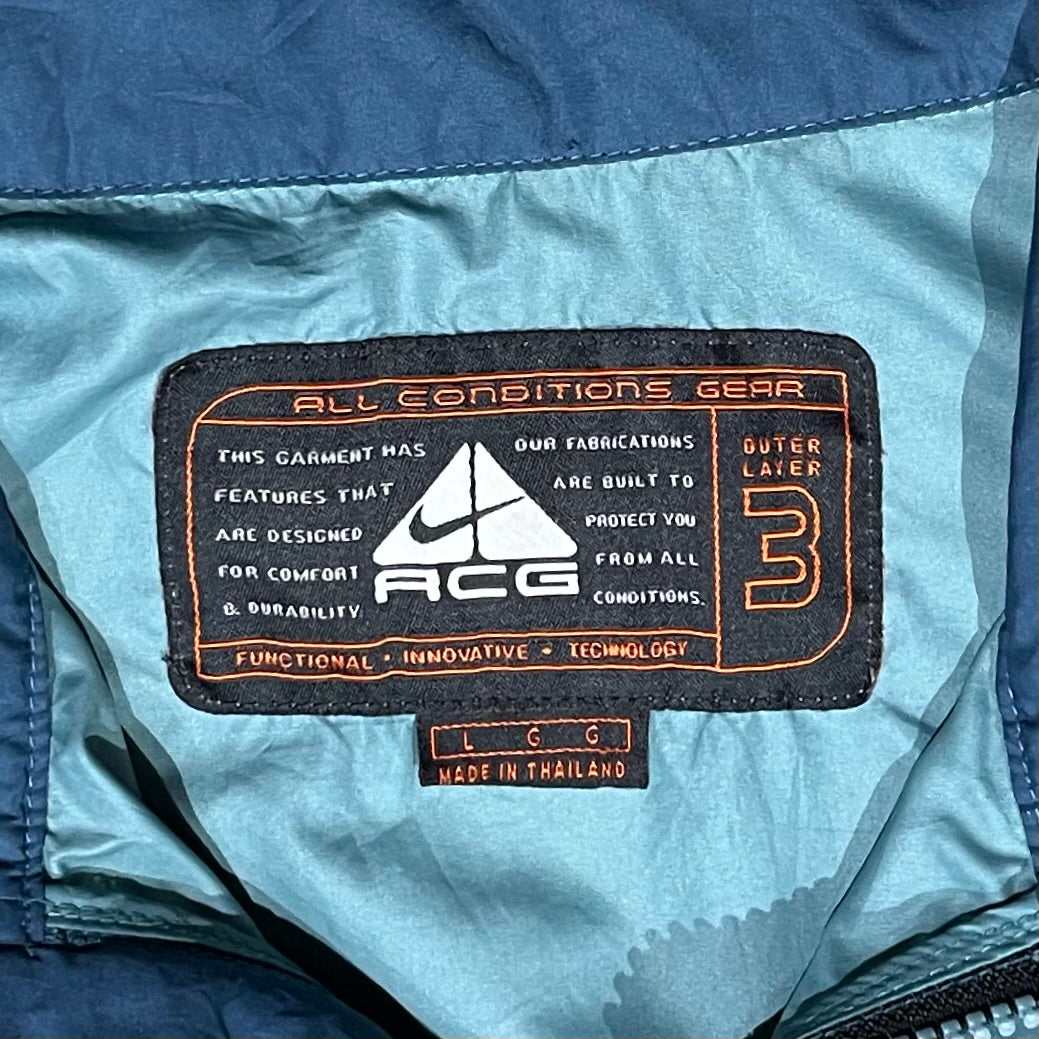 ALL CONDITIONS GEAR
THIS GARMENT HAS
FEATURES THAT
ARE DESIGNED
FOR COMFORT
& DURABILITY
ACG
OUR FABRICATIONS
ARE BUILT TO
PROTECT YOU
FROM ALL
CONDITIONS.
OUTER
LAYER
3
FUNCTIONAL • INNOVATIVE • TECHNOLOGY
L G G
MADE IN THAILAND